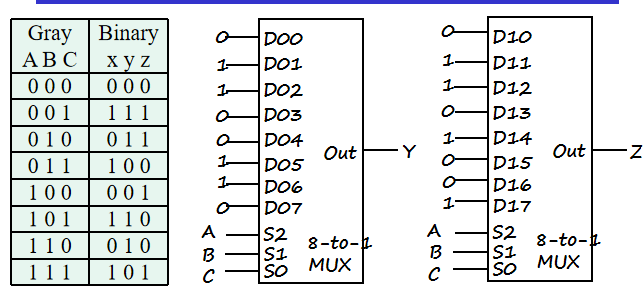 Gray Binary
A B C x y z
0 0 0 0 0 0
0 0 1 1 1 1
0 1 0 0 1 1
0 1 1 1 0 0
1 0 0 0 0 1
1 0 1 1 1 0
1 1 0 0 1 0
1 1 1 1 0 1
0 D00
1 D01
1 D02
0 D03
0 D04
1 D05
1 D06
0 D07
Out Y
A S2
B S1
C S0
8-to-1
MUX
0 D10
1 D11
1 D12
0 D13
1 D14
0 D15
0 D16
1 D17
Out Z
A S2
B S1
C S0
8-to-1
MUX